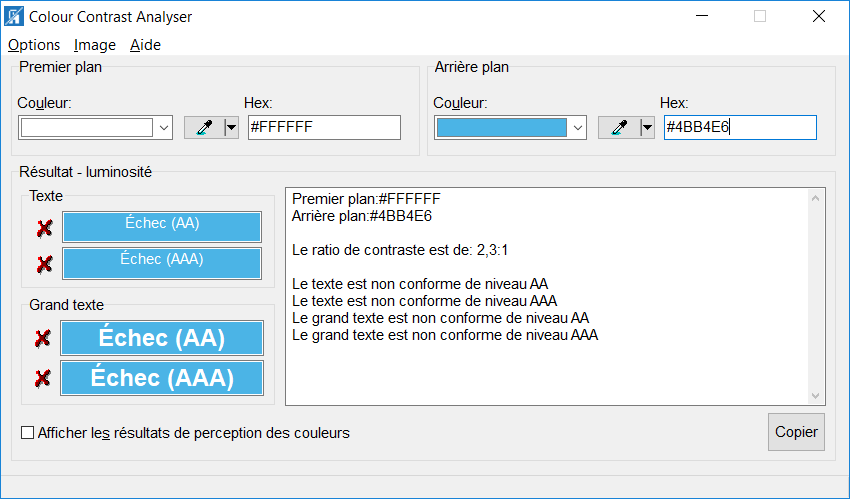 Colour Contrast Analyser
Options Image Aide
Premier plan
Couleur:
Hex:
#FFFFFF
Arrière plan
Couleur:
Hex:
#4BB4E6
Résultat - luminosité
Texte
Échec (AA)
Échec (AAA)
Grand texte
Échec (AA)
Échec (AAA)
Premier plan:#FFFFFF
Arrière plan:#4BB4E6
Le ratio de contraste est de: 2,3:1
Le texte est non conforme de niveau AA
Le texte est non conforme de niveau AAA
Le grand texte est non conforme de niveau AA
Le grand texte est non conforme de niveau AAA
Afficher les résultats de perception des couleurs
Copier